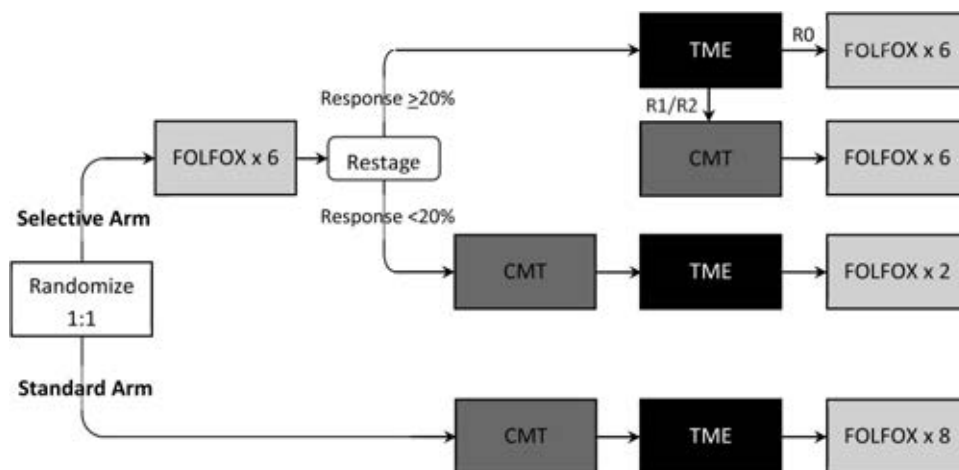 TME
R0
FOLFOX x 6
Response ≥20%
R1/R2
FOLFOX x 6
Restage
CMT
FOLFOX x 6
Selective Arm
Response <20%
CMT
TME
FOLFOX x 2
Randomize
1:1
Standard Arm
CMT
TME
FOLFOX x 8